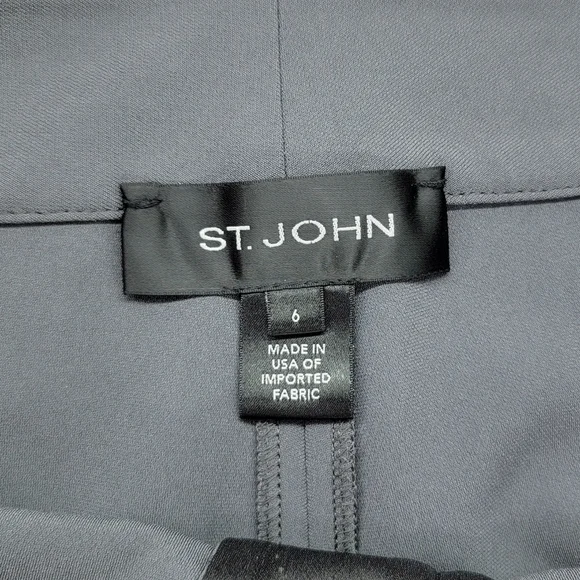 ST. JOHN
6
MADE IN
USA OF
IMPORTED
FABRIC